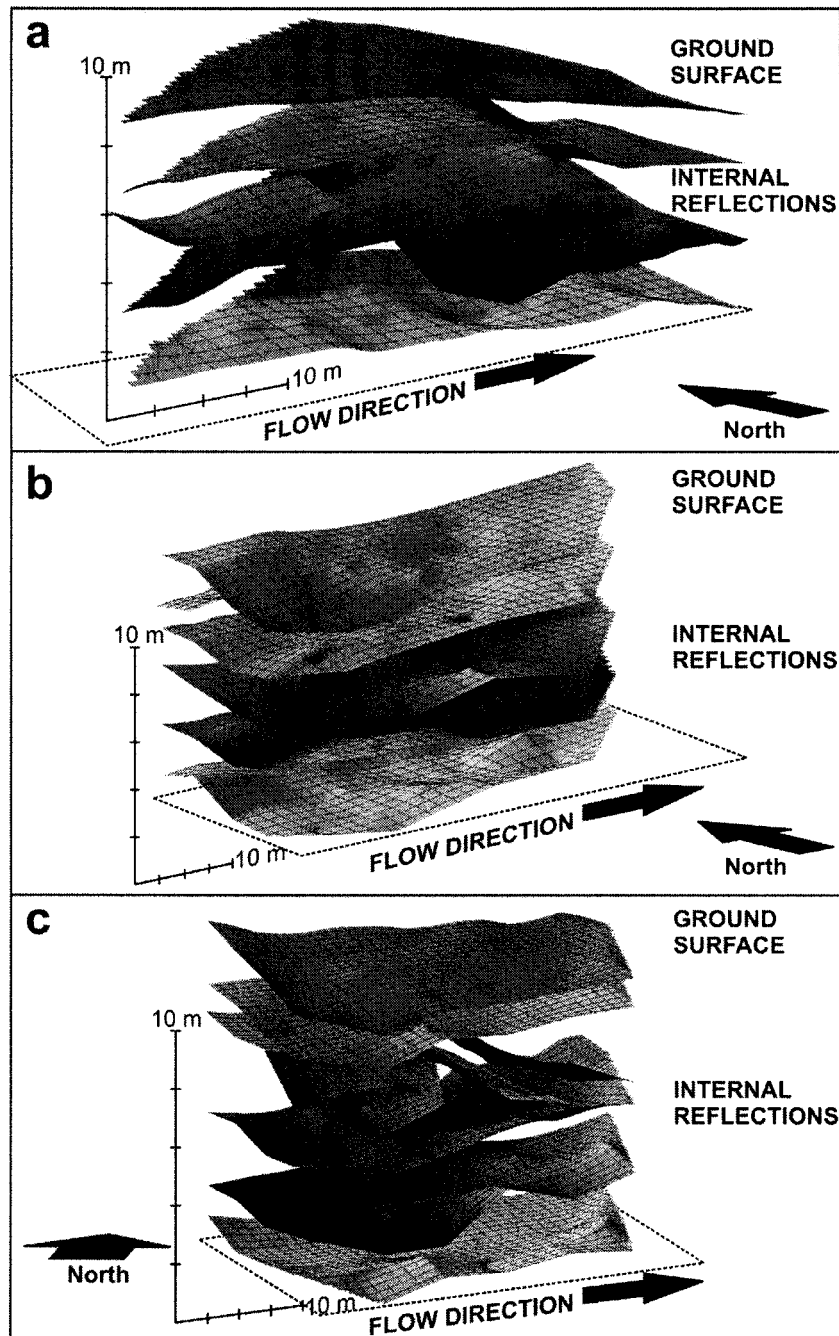 a
GROUND
SURFACE
10 m
INTERNAL
REFLECTIONS
10 m
FLOW DIRECTION
North
b
GROUND
SURFACE
10 m
INTERNAL
REFLECTIONS
10 m
FLOW DIRECTION
North
c
GROUND
SURFACE
10 m
INTERNAL
REFLECTIONS
North
10 m
FLOW DIRECTION